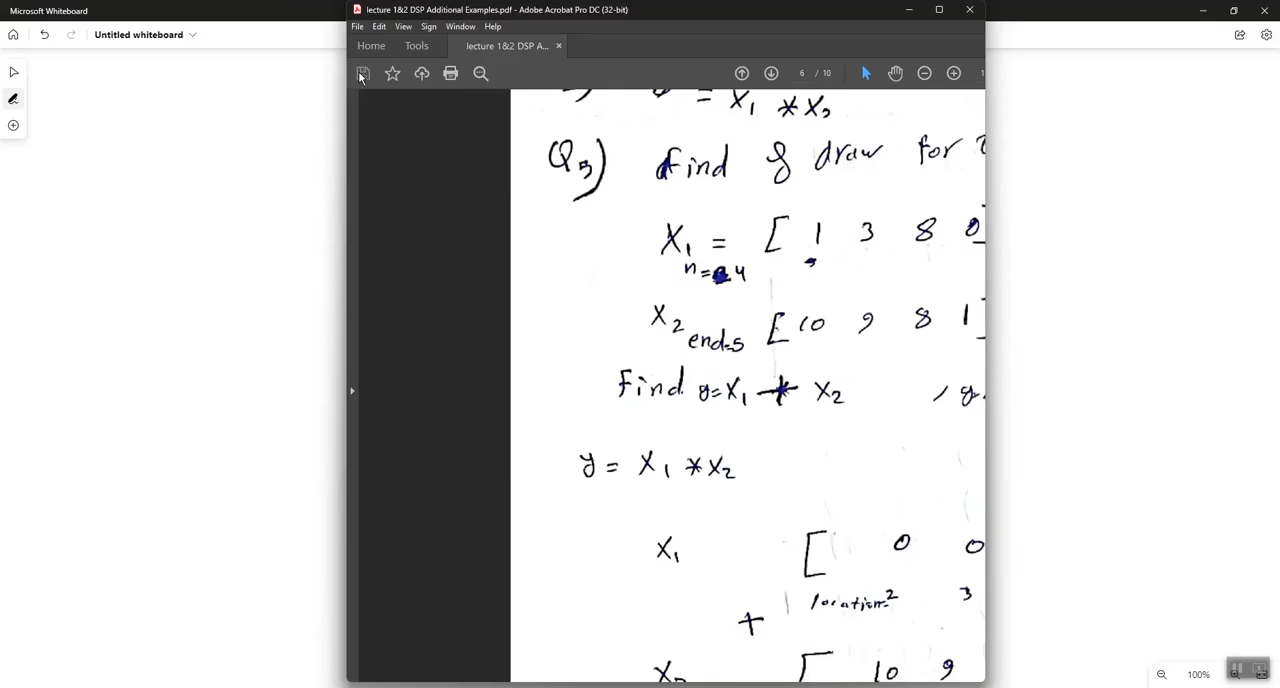 Microsoft Whiteboard
Untitled whiteboard
lecture 1&2 DSP Additional Examples.pdf - Adobe Acrobat Pro DC (32-bit)
File Edit View Sign Window Help
Home Tools lecture 1&2 DSP A... ×
6 / 10
= X₁ * X₂
Q₃) find & draw for
X₁ = [ 1 3 8 0 ]
n = 4
X₂ [ 10 9 8 1 ]
end=5
Find y = X₁ * X₂ , y
y = X₁ * X₂
X₁ [ 0 0
location=2 3
+
X₂ [ 10 9
100%